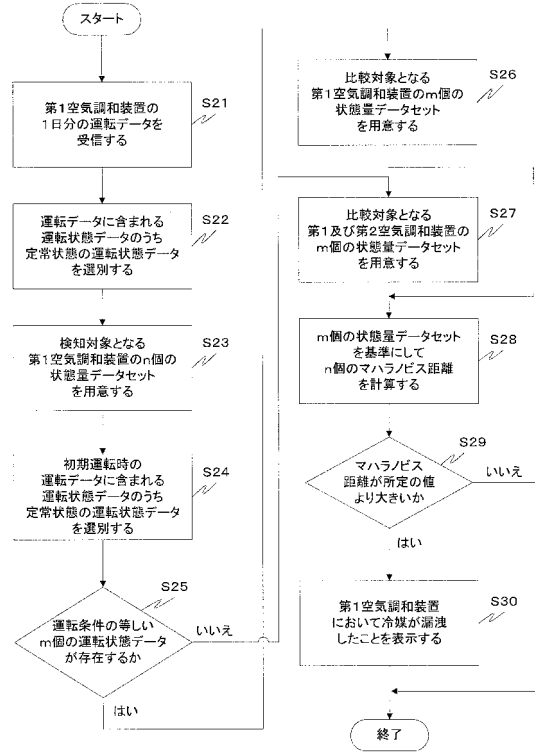 スタート
第1空気調和装置の
1日分の運転データを
受信する
S21
運転データに含まれる
運転状態データのうち
定常状態の運転状態データ
を選別する
S22
検知対象となる
第1空気調和装置のn個の
状態量データセット
を用意する
S23
初期運転時の
運転データに含まれる
運転状態データのうち
定常状態の運転状態データ
を選別する
S24
運転条件の等しい
m個の運転状態データ
が存在するか
S25
いいえ
はい
比較対象となる
第1空気調和装置のm個の
状態量データセット
を用意する
S26
比較対象となる
第1及び第2空気調和装置の
m個の状態量データセット
を用意する
S27
m個の状態量データセット
を基準にして
n個のマハラノビス距離
を計算する
S28
マハラノビス
距離が所定の値
より大きいか
S29
いいえ
はい
第1空気調和装置
において冷媒が漏洩
したことを表示する
S30
終了